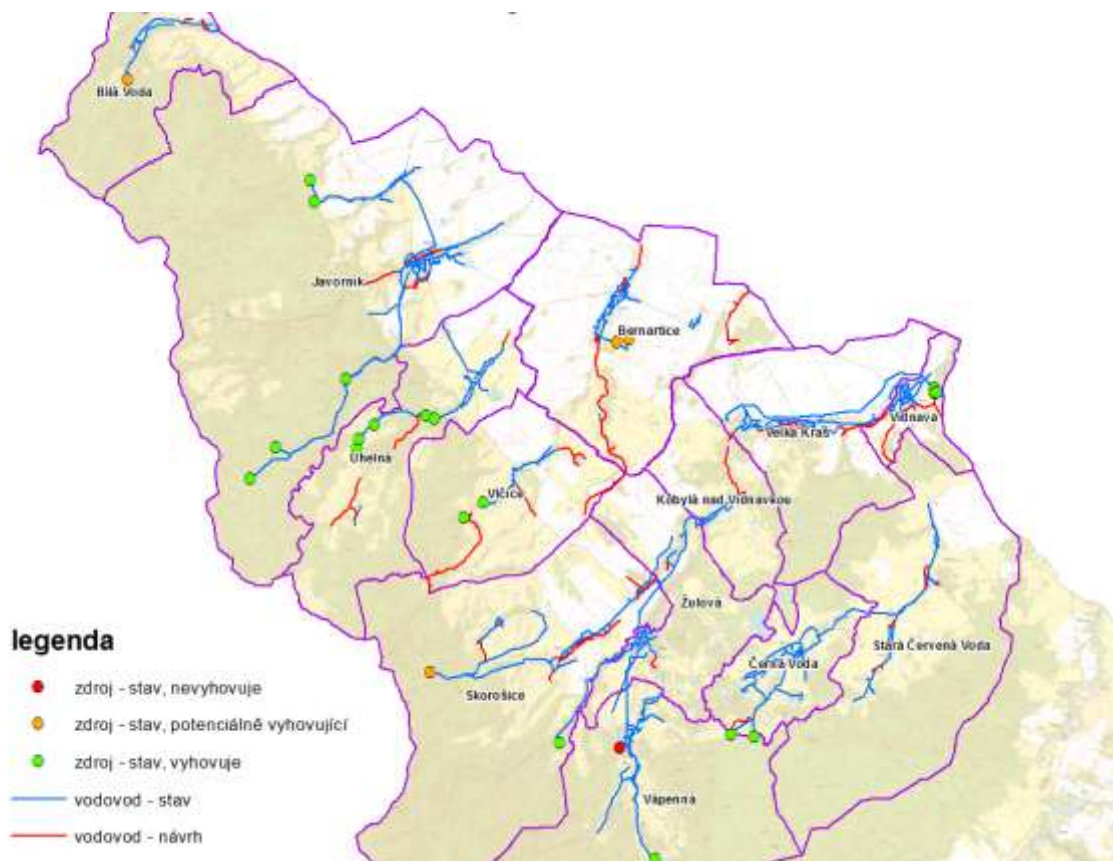 Bílá Voda
Javorník
Bernartice
Vidnava
Velká Kraš
Uhelná
Vlčice
Kobylá nad Vidnavkou
Žulová
Stará Červená Voda
Černá Voda
Skorošice
Vápenná
legenda
zdroj - stav, nevyhovuje
zdroj - stav, potenciálně vyhovující
zdroj - stav, vyhovuje
vodovod - stav
vodovod - návrh